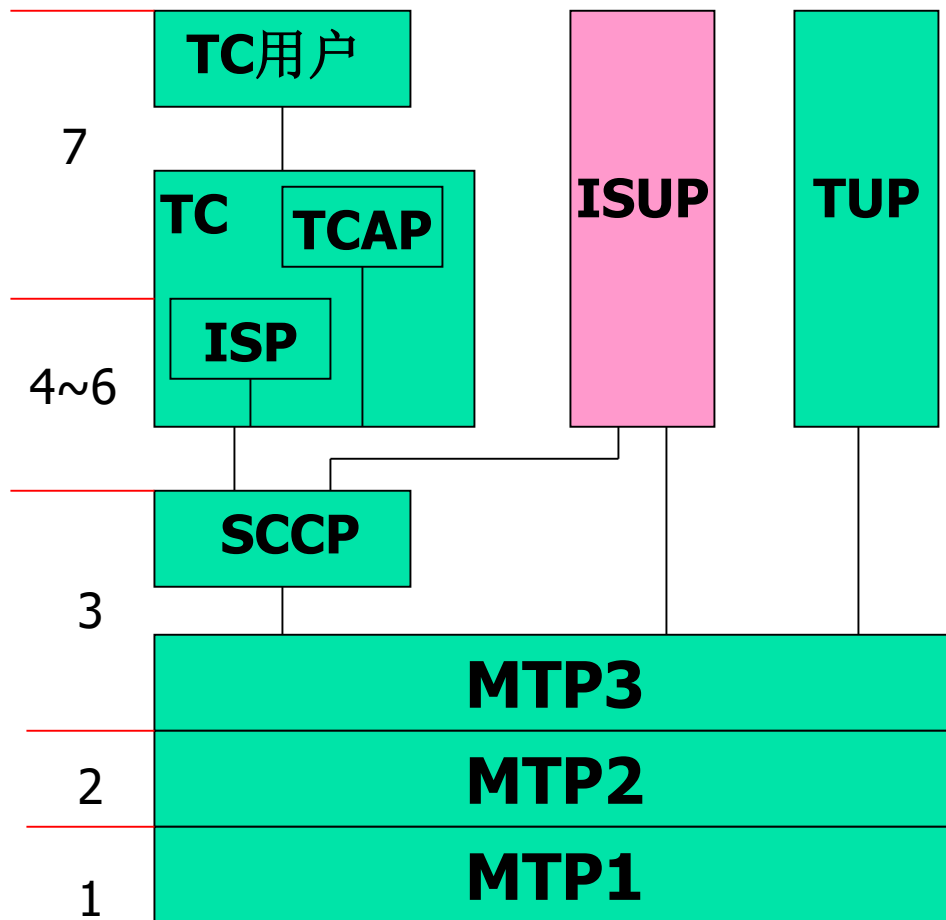 TC用户
7
TC
TCAP
ISUP
TUP
ISP
4~6
SCCP
3
MTP3
MTP2
2
MTP1
1